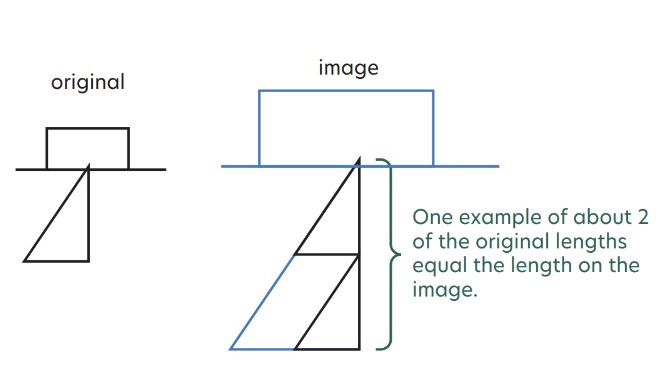 original
image
One example of about 2
of the original lengths
equal the length on the
image.